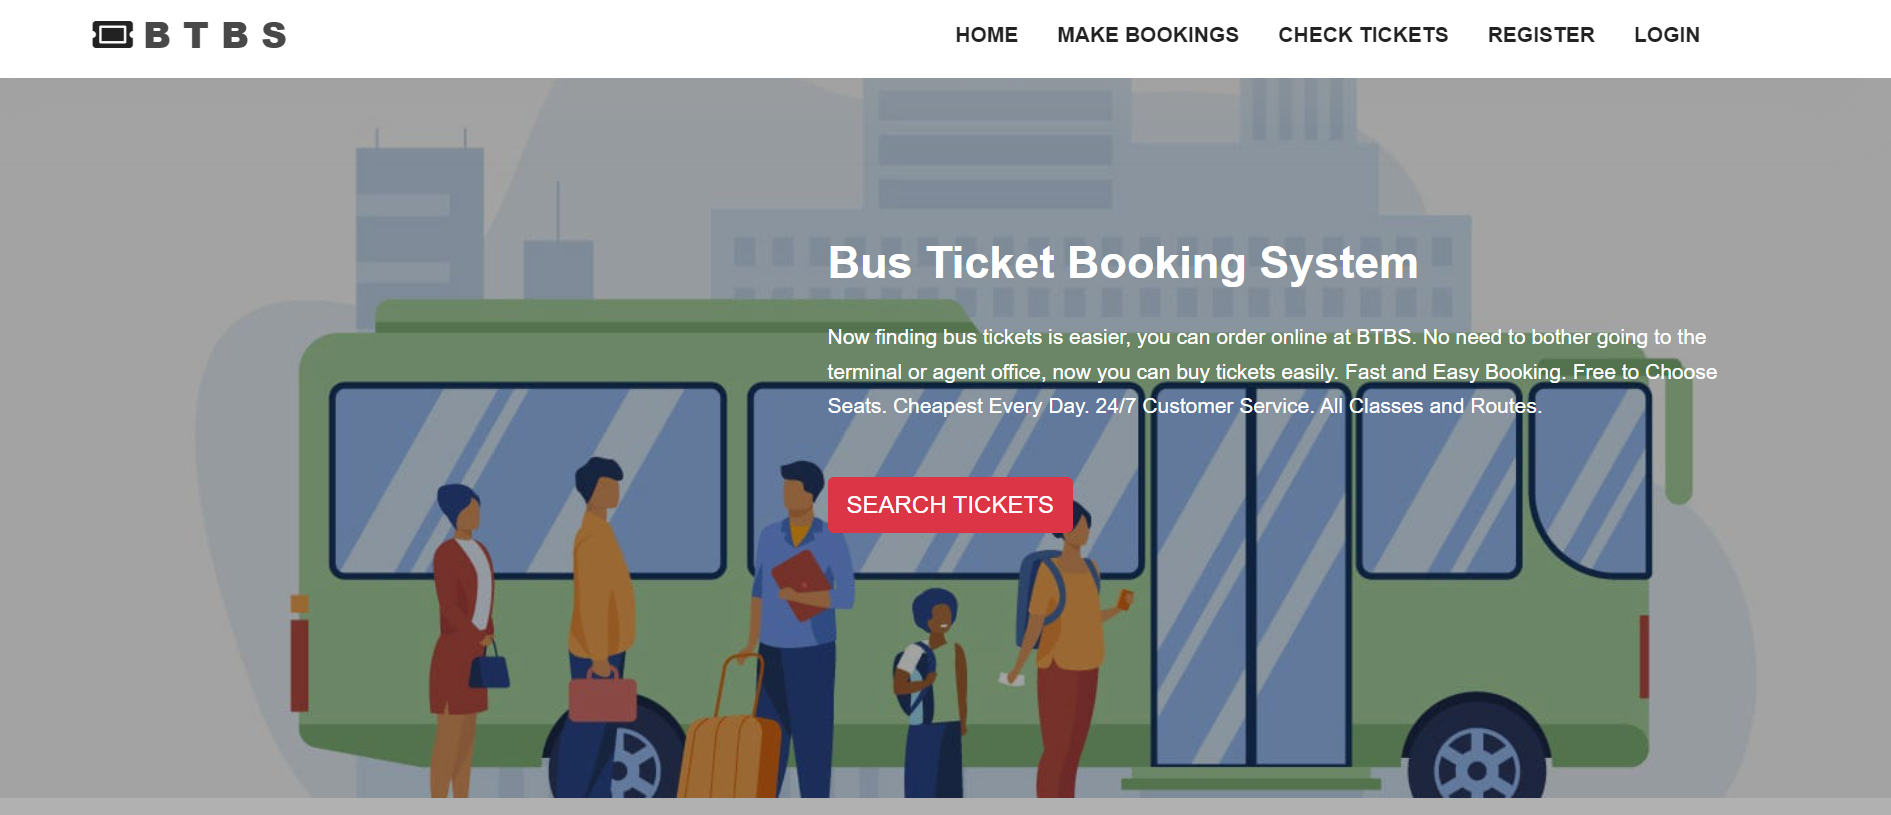 BTBS
HOME MAKE BOOKINGS CHECK TICKETS REGISTER LOGIN
Bus Ticket Booking System
Now finding bus tickets is easier, you can order online at BTBS. No need to bother going to the
terminal or agent office, now you can buy tickets easily. Fast and Easy Booking. Free to Choose
Seats. Cheapest Every Day. 24/7 Customer Service. All Classes and Routes.
SEARCH TICKETS